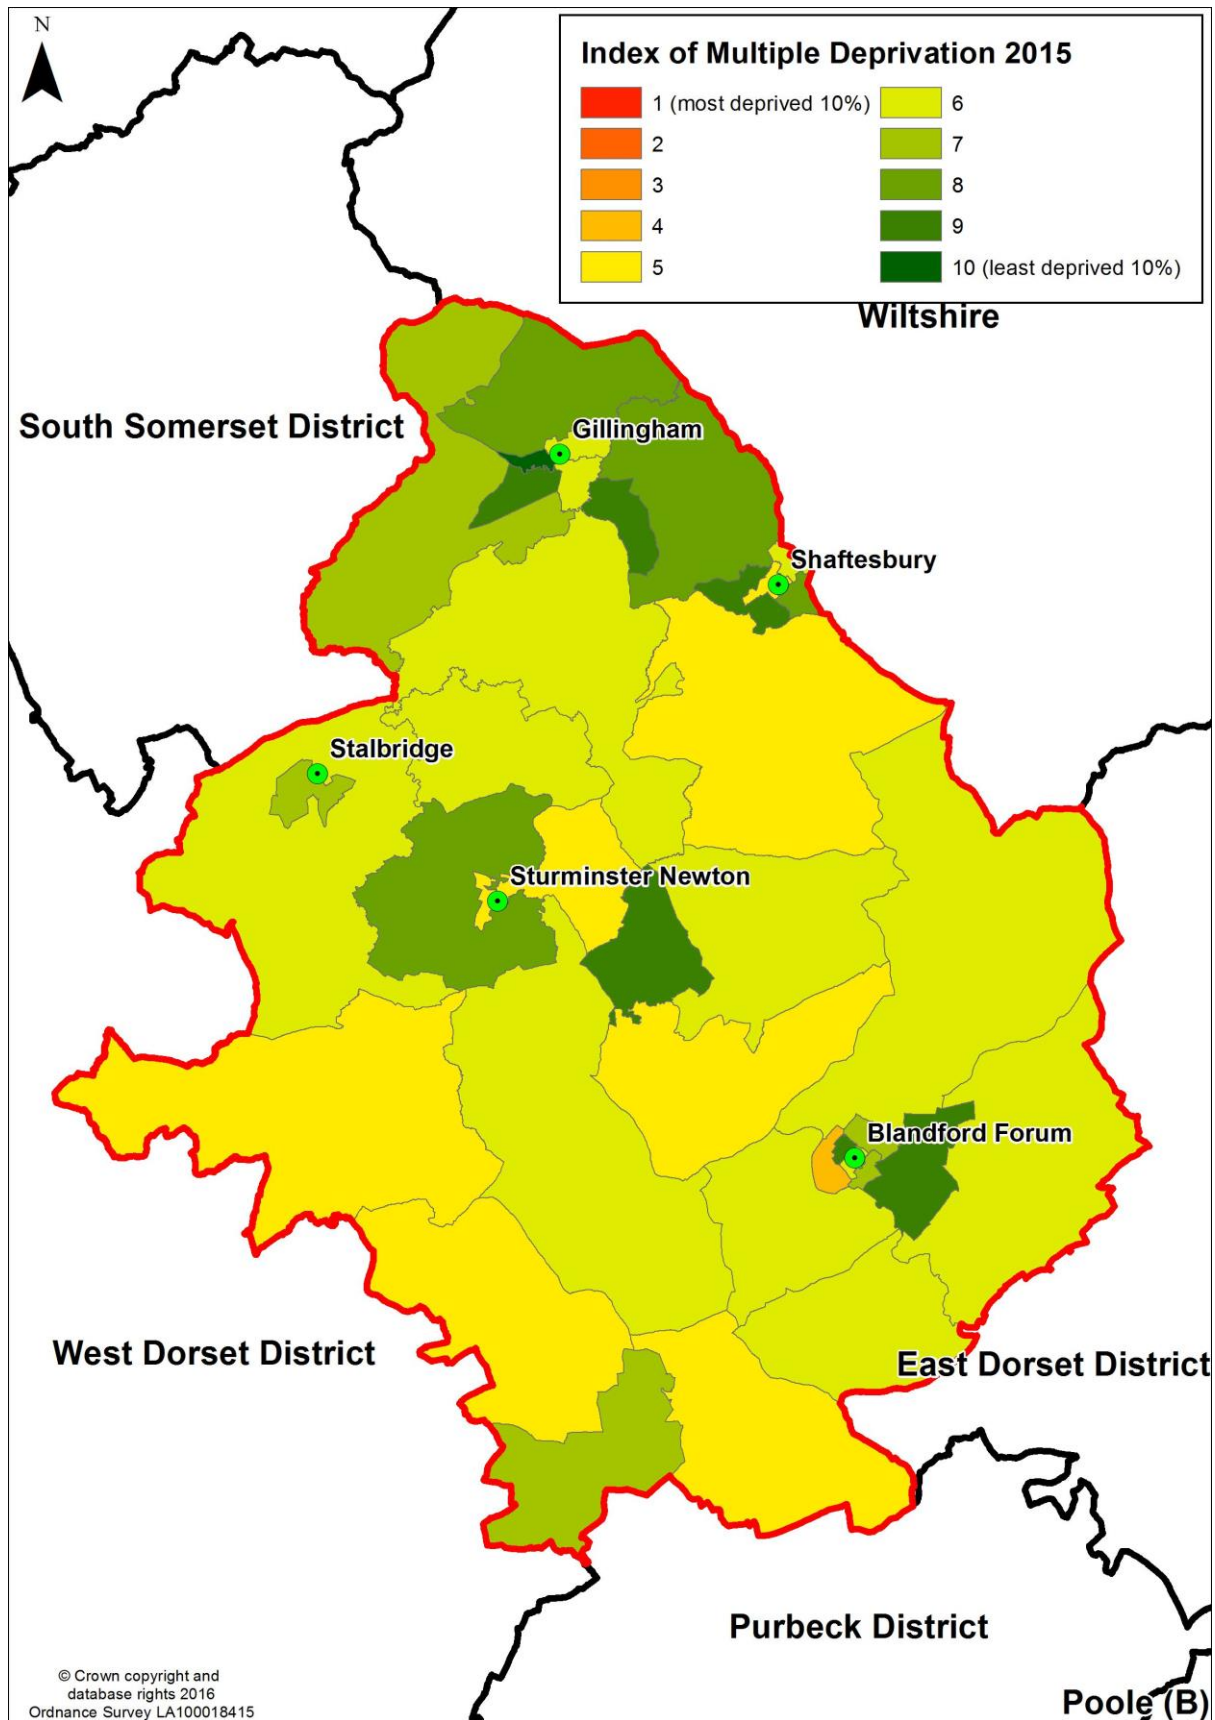 N
Index of Multiple Deprivation 2015
1 (most deprived 10%)
2
3
4
5
6
7
8
9
10 (least deprived 10%)
Wiltshire
South Somerset District
Gillingham
Shaftesbury
Stalbridge
Sturminster Newton
Blandford Forum
West Dorset District
East Dorset District
Purbeck District
Poole (B)
© Crown copyright and
database rights 2016
Ordnance Survey LA100018415